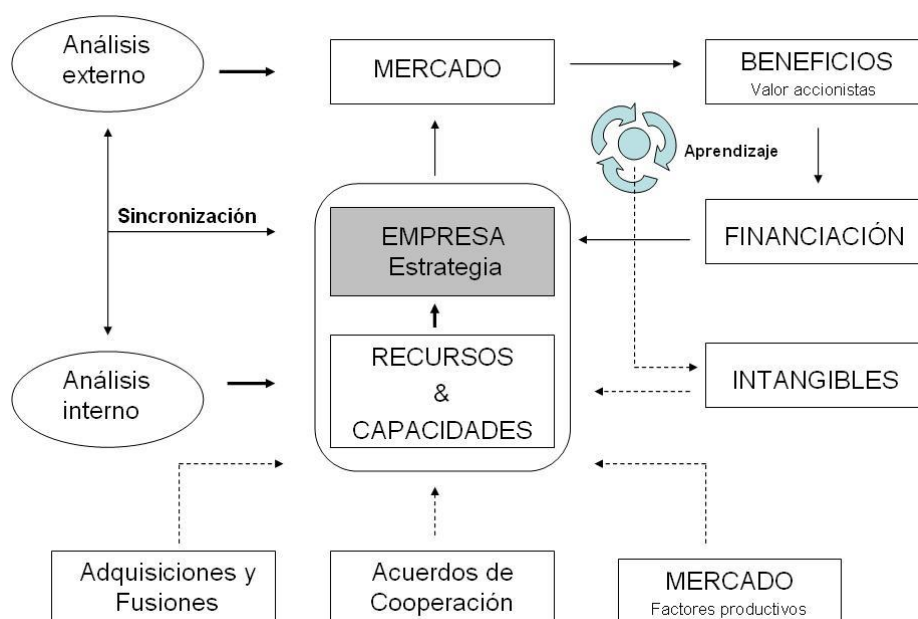 Análisis
externo
MERCADO
BENEFICIOS
Valor accionistas
Aprendizaje
Sincronización
EMPRESA
Estrategia
FINANCIACIÓN
RECURSOS
&
CAPACIDADES
Análisis
interno
INTANGIBLES
Adquisiciones y
Fusiones
Acuerdos de
Cooperación
MERCADO
Factores productivos